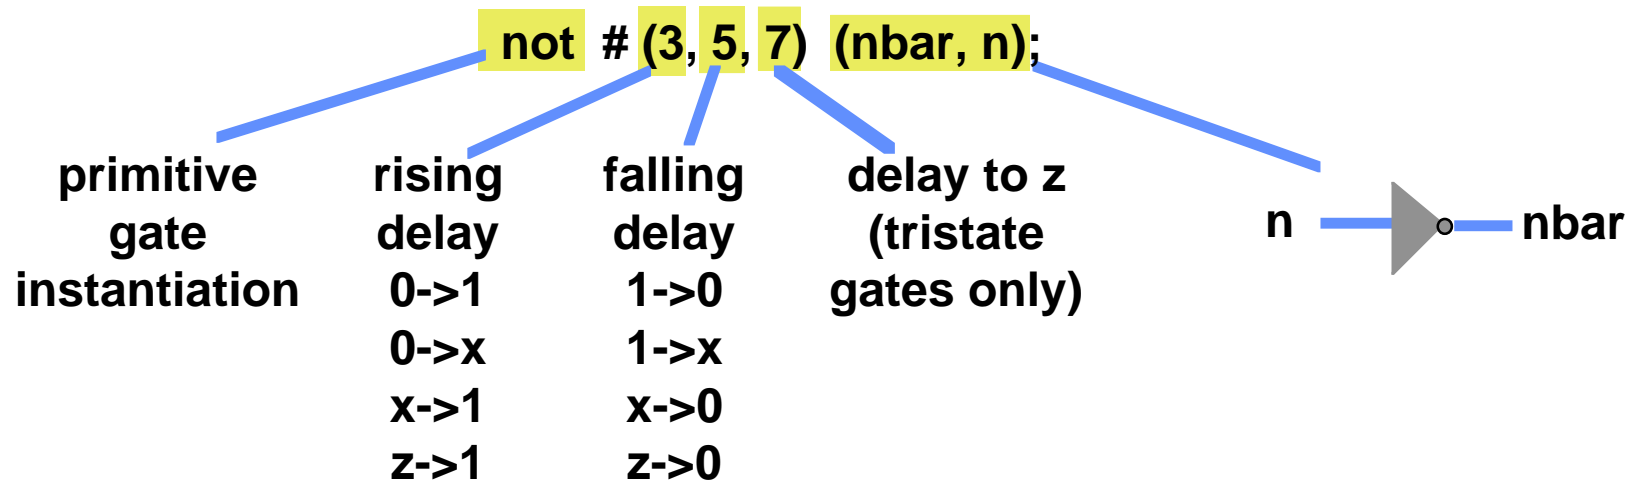 not # (3, 5, 7) (nbar, n);
primitive
gate
instantiation
rising
delay
0->1
0->x
x->1
z->1
falling
delay
1->0
1->x
x->0
z->0
delay to z
(tristate
gates only)
n
nbar